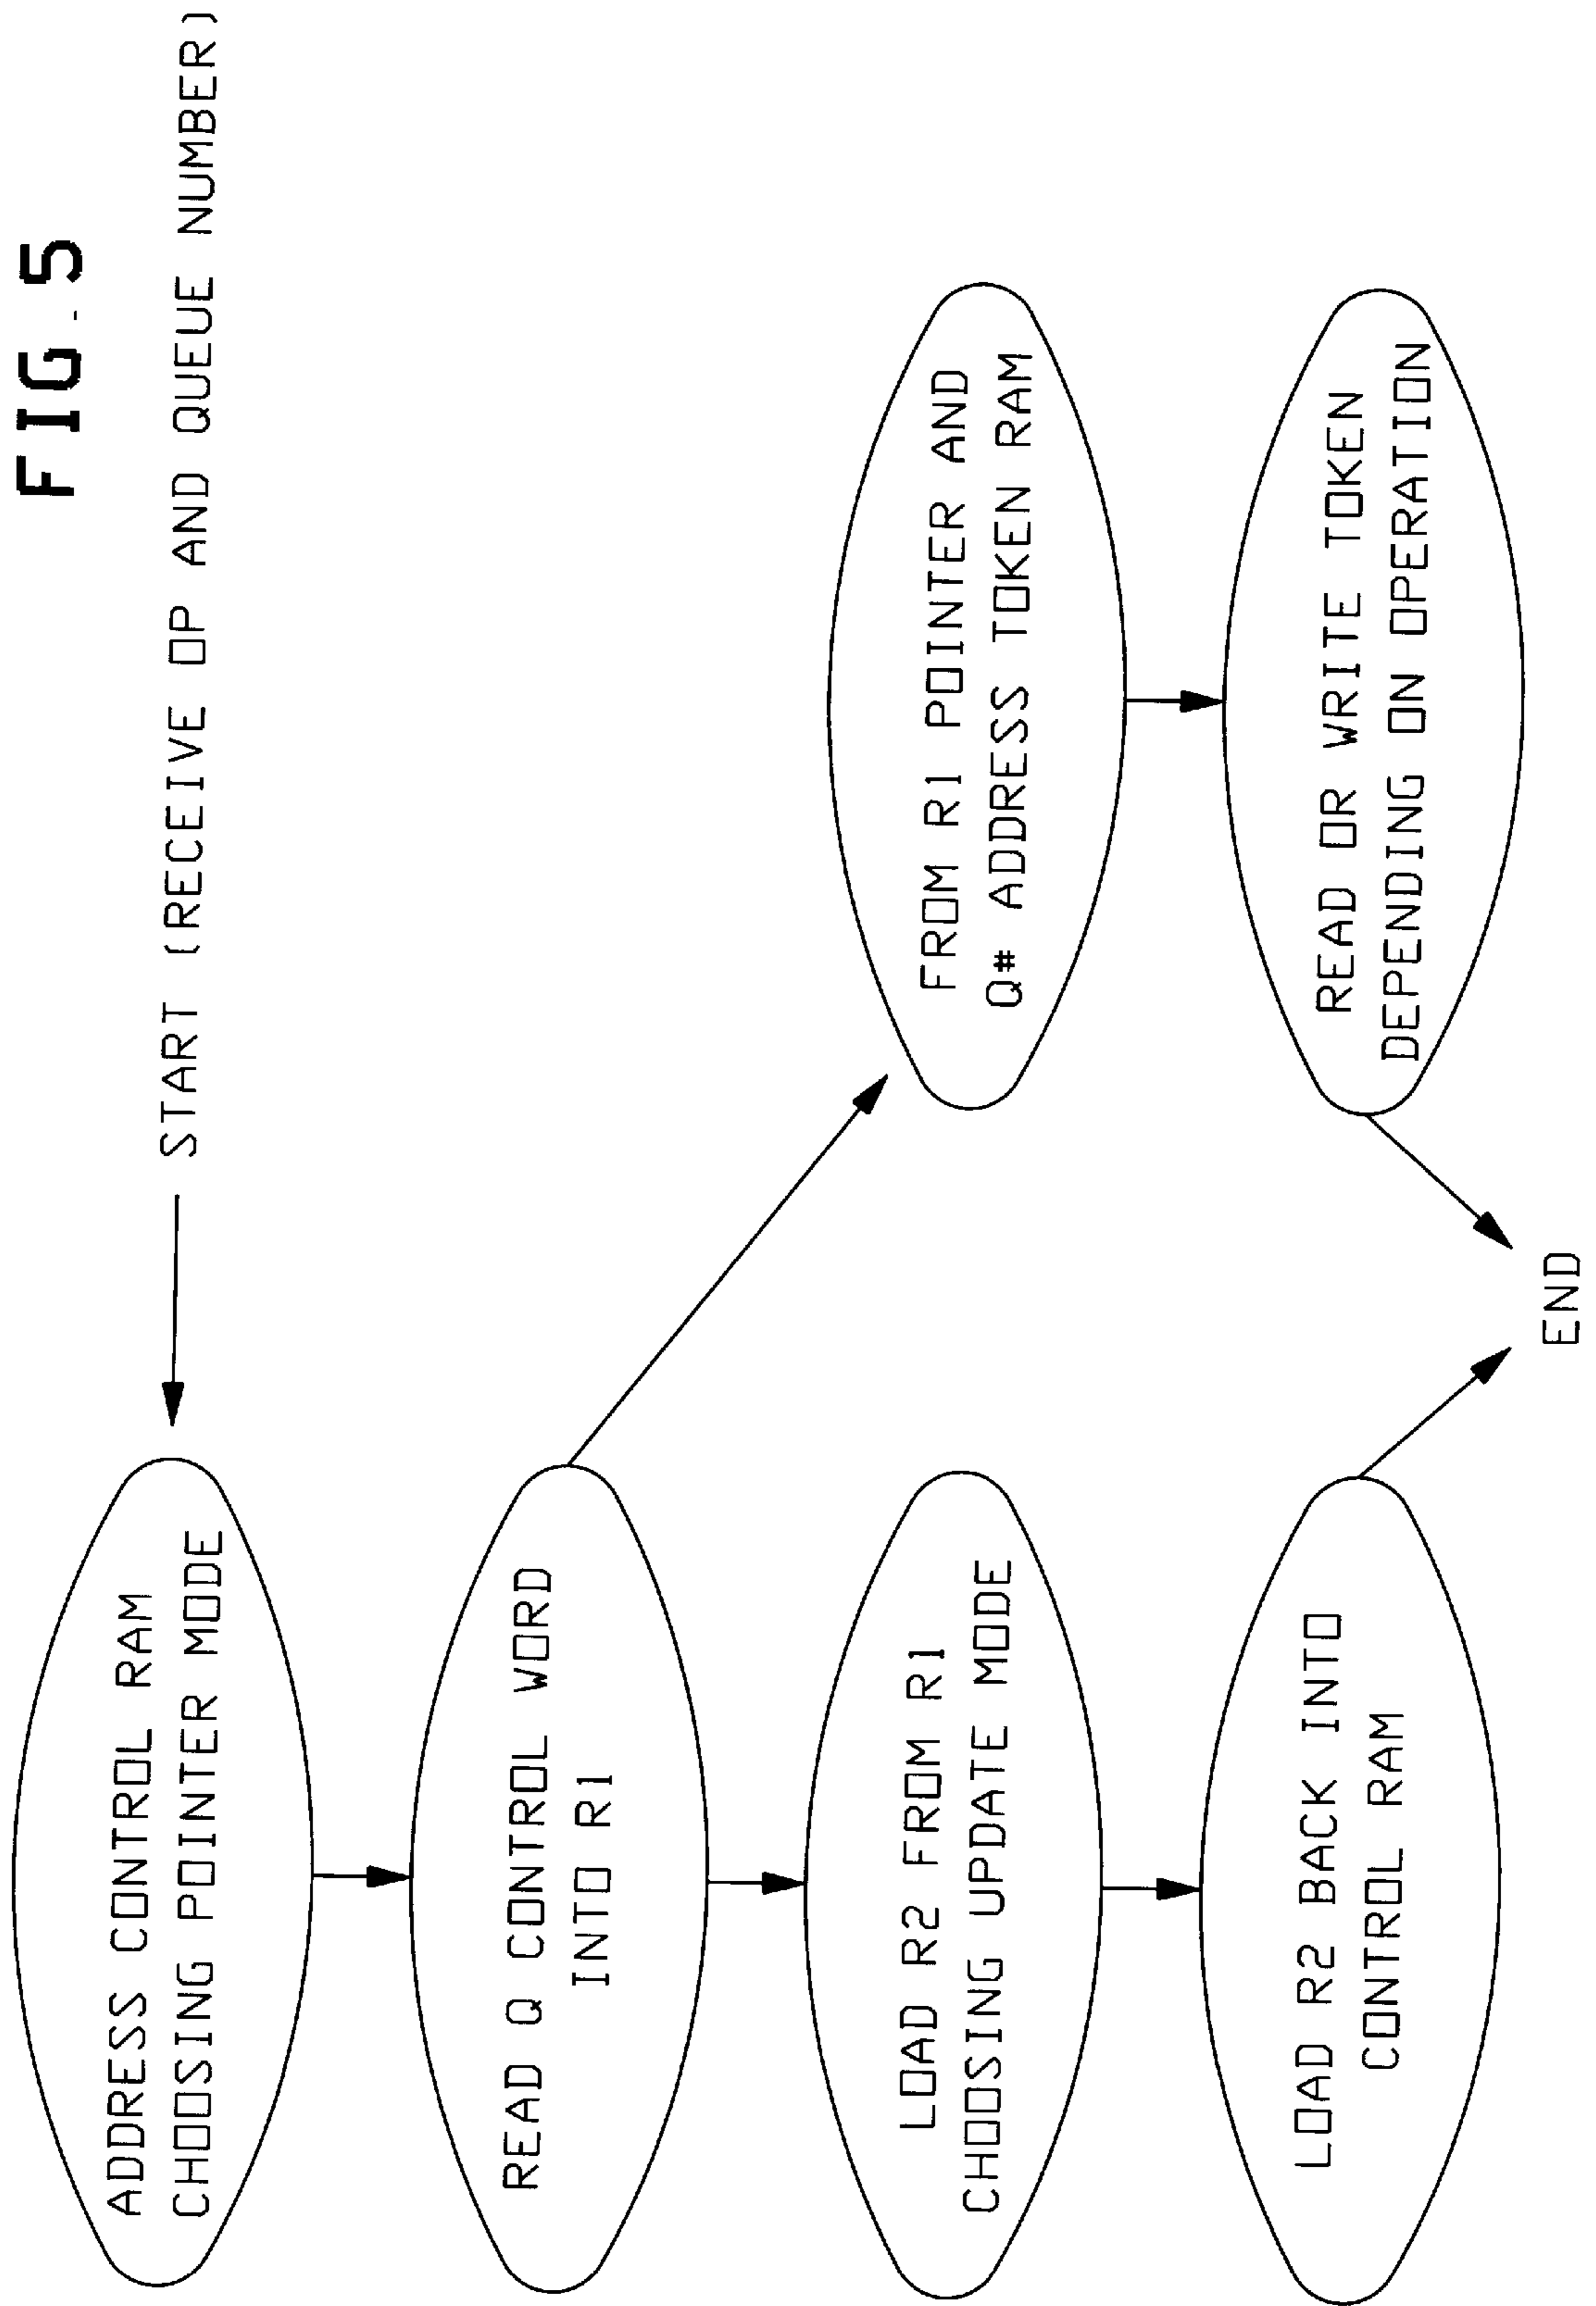 FIG. 5
START (RECEIVE OP AND QUEUE NUMBER)
ADDRESS CONTROL RAM
CHOOSING POINTER MODE
READ Q CONTROL WORD
INTO R1
LOAD R2 FROM R1
CHOOSING UPDATE MODE
LOAD R2 BACK INTO
CONTROL RAM
FROM R1 POINTER AND
Q# ADDRESS TOKEN RAM
READ OR WRITE TOKEN
DEPENDING ON OPERATION
END